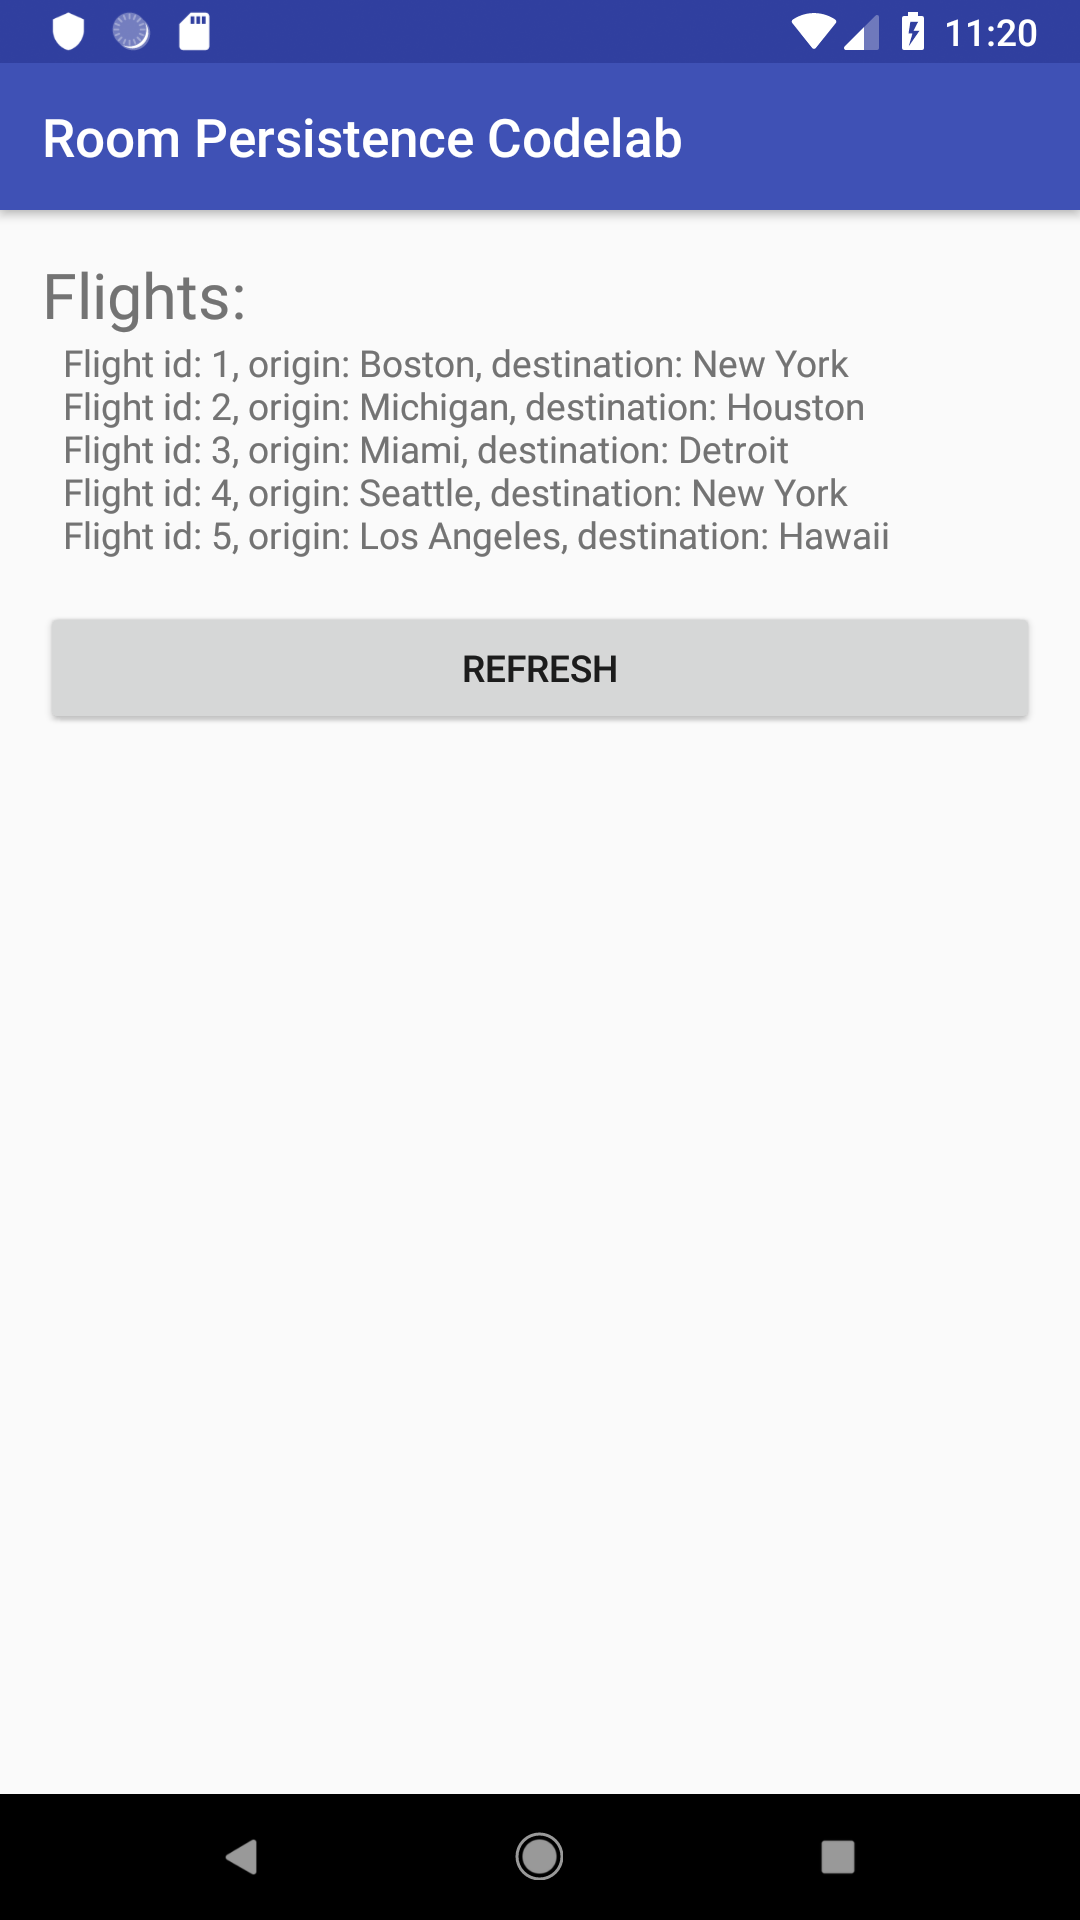 11:20
Room Persistence Codelab
Flights:
Flight id: 1, origin: Boston, destination: New York
Flight id: 2, origin: Michigan, destination: Houston
Flight id: 3, origin: Miami, destination: Detroit
Flight id: 4, origin: Seattle, destination: New York
Flight id: 5, origin: Los Angeles, destination: Hawaii
REFRESH